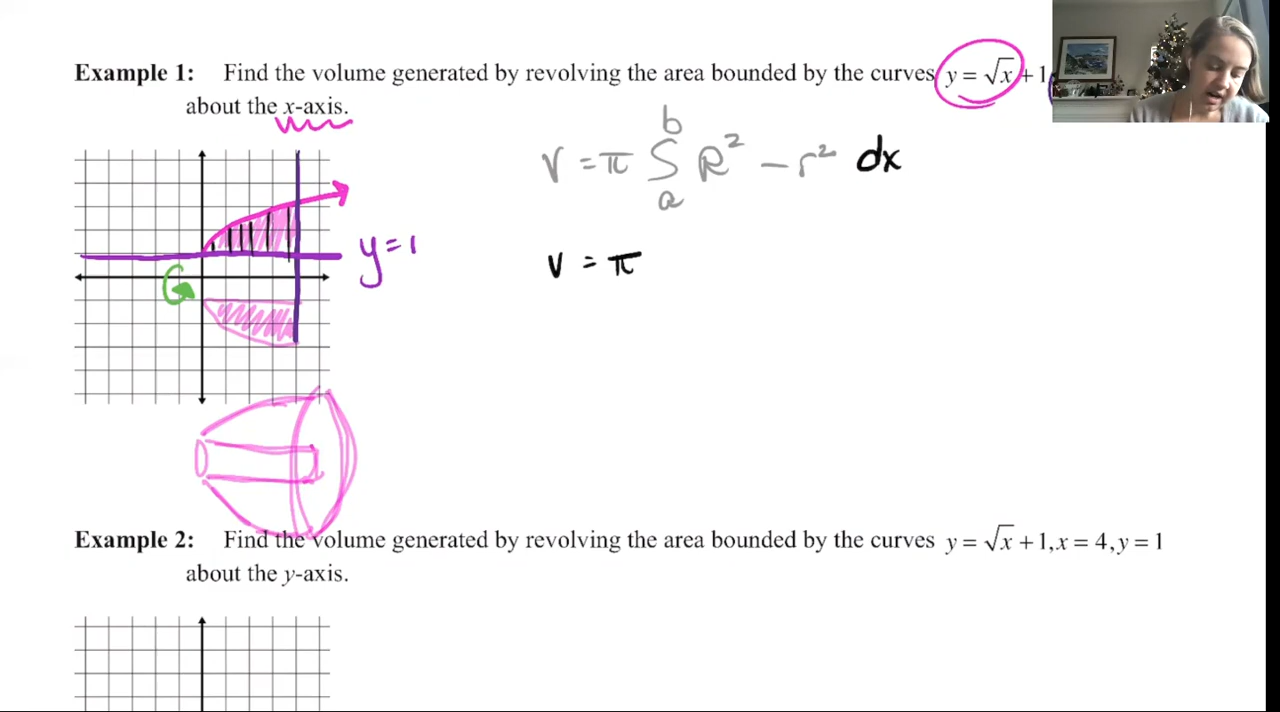 Example 1: Find the volume generated by revolving the area bounded by the curves y = √x + 1,
about the x-axis.
V = π ∫ₐᵇ R² − r² dx
y = 1
V = π
Example 2: Find the volume generated by revolving the area bounded by the curves y = √x + 1, x = 4, y = 1
about the y-axis.